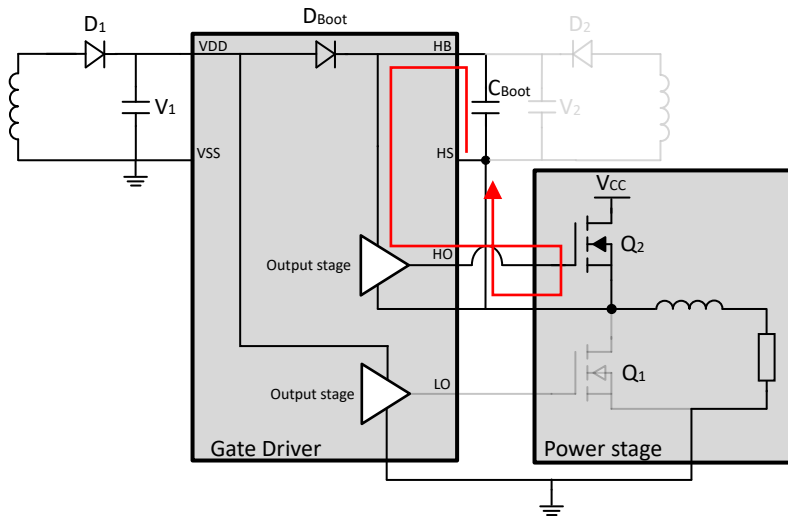 D1
DBoot
D2
VDD
HB
V1
CBoot
V2
VSS
HS
VCC
Q2
Output stage
HO
Output stage
LO
Q1
Gate Driver
Power stage